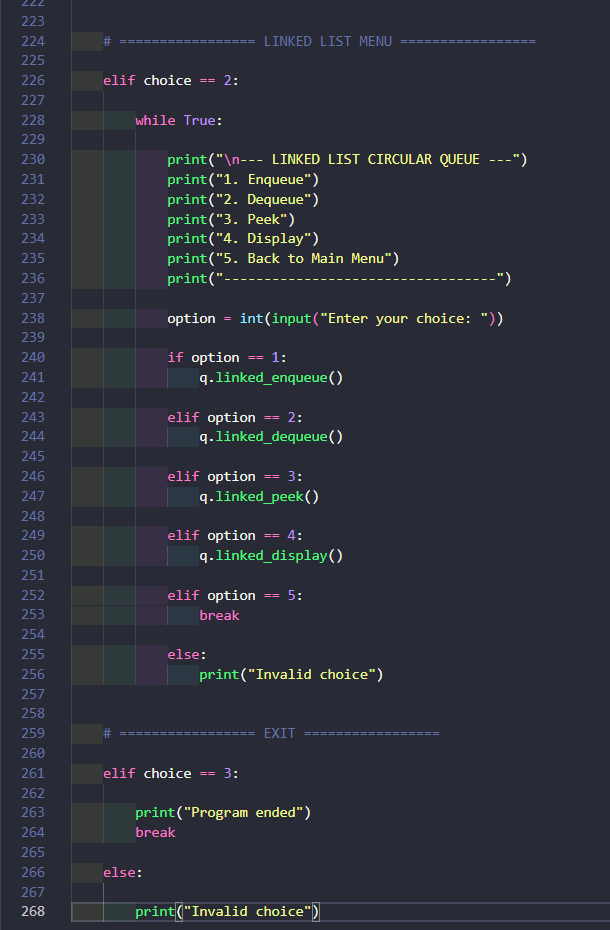 222
223
224 # ================= LINKED LIST MENU =================
225
226 elif choice == 2:
227
228 while True:
229
230 print("\n--- LINKED LIST CIRCULAR QUEUE ---")
231 print("1. Enqueue")
232 print("2. Dequeue")
233 print("3. Peek")
234 print("4. Display")
235 print("5. Back to Main Menu")
236 print("----------------------------------")
237
238 option = int(input("Enter your choice: "))
239
240 if option == 1:
241 q.linked_enqueue()
242
243 elif option == 2:
244 q.linked_dequeue()
245
246 elif option == 3:
247 q.linked_peek()
248
249 elif option == 4:
250 q.linked_display()
251
252 elif option == 5:
253 break
254
255 else:
256 print("Invalid choice")
257
258
259 # ================= EXIT =================
260
261 elif choice == 3:
262
263 print("Program ended")
264 break
265
266 else:
267
268 print("Invalid choice")